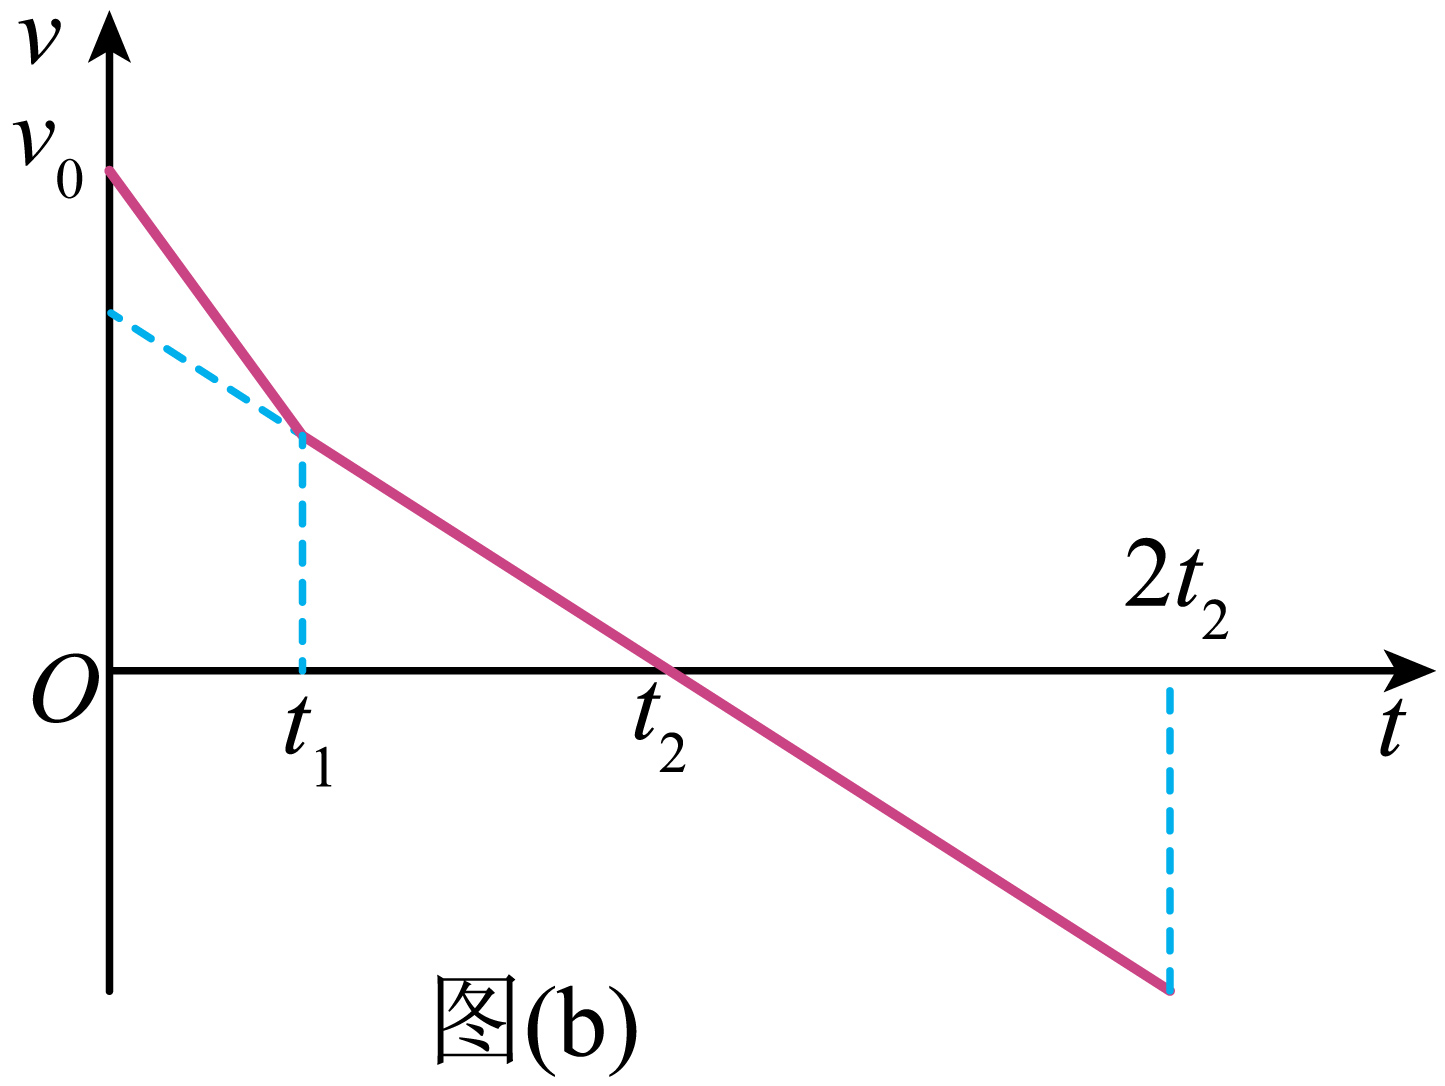 v
v₀
2t₂
O
t₁
t₂
t
图(b)